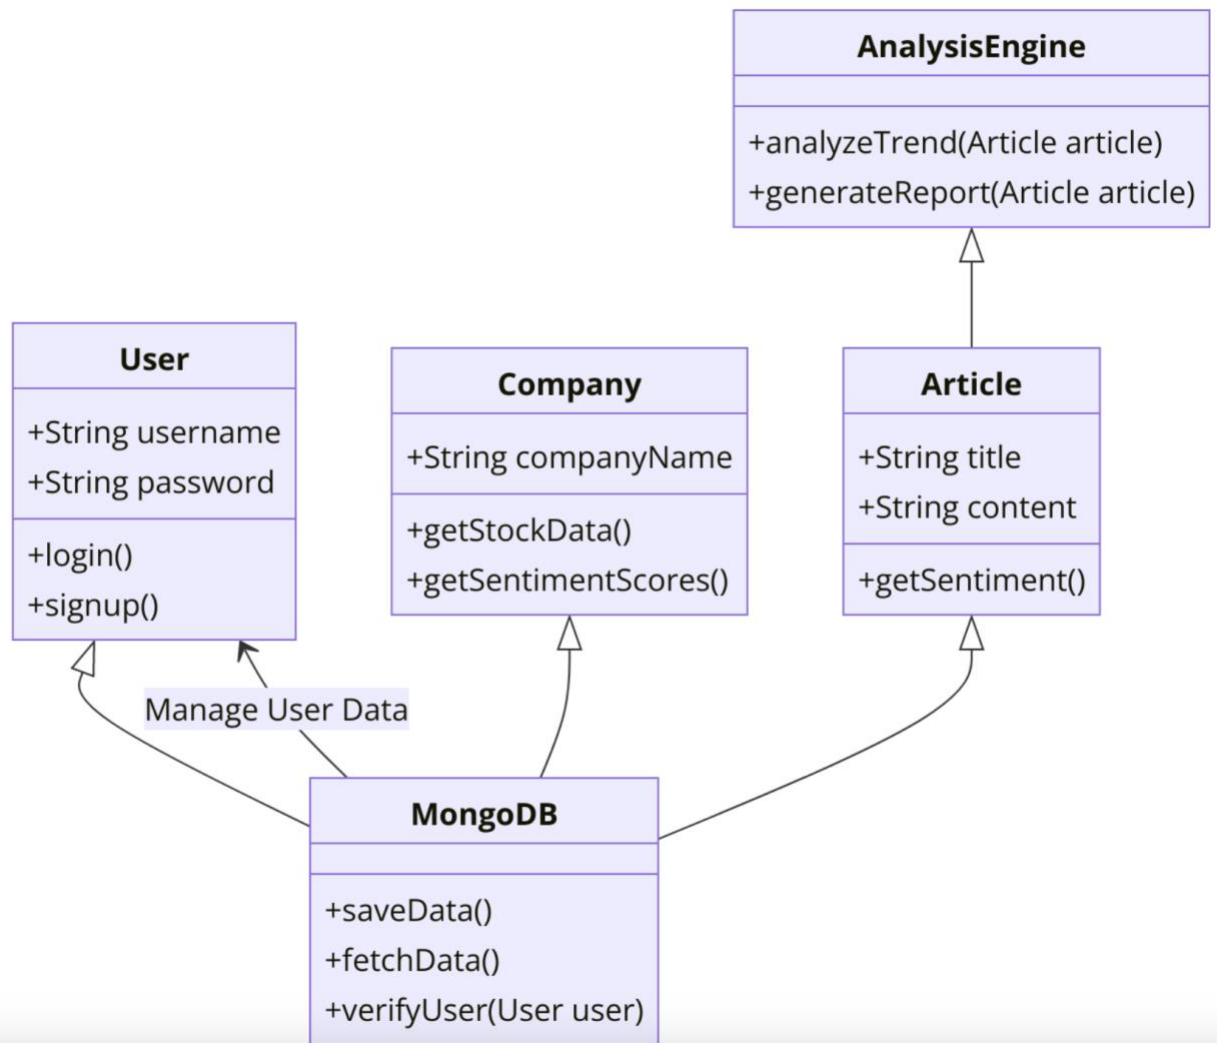 AnalysisEngine
+analyzeTrend(Article article)
+generateReport(Article article)
User
+String username
+String password
+login()
+signup()
Company
+String companyName
+getStockData()
+getSentimentScores()
Article
+String title
+String content
+getSentiment()
Manage User Data
MongoDB
+saveData()
+fetchData()
+verifyUser(User user)